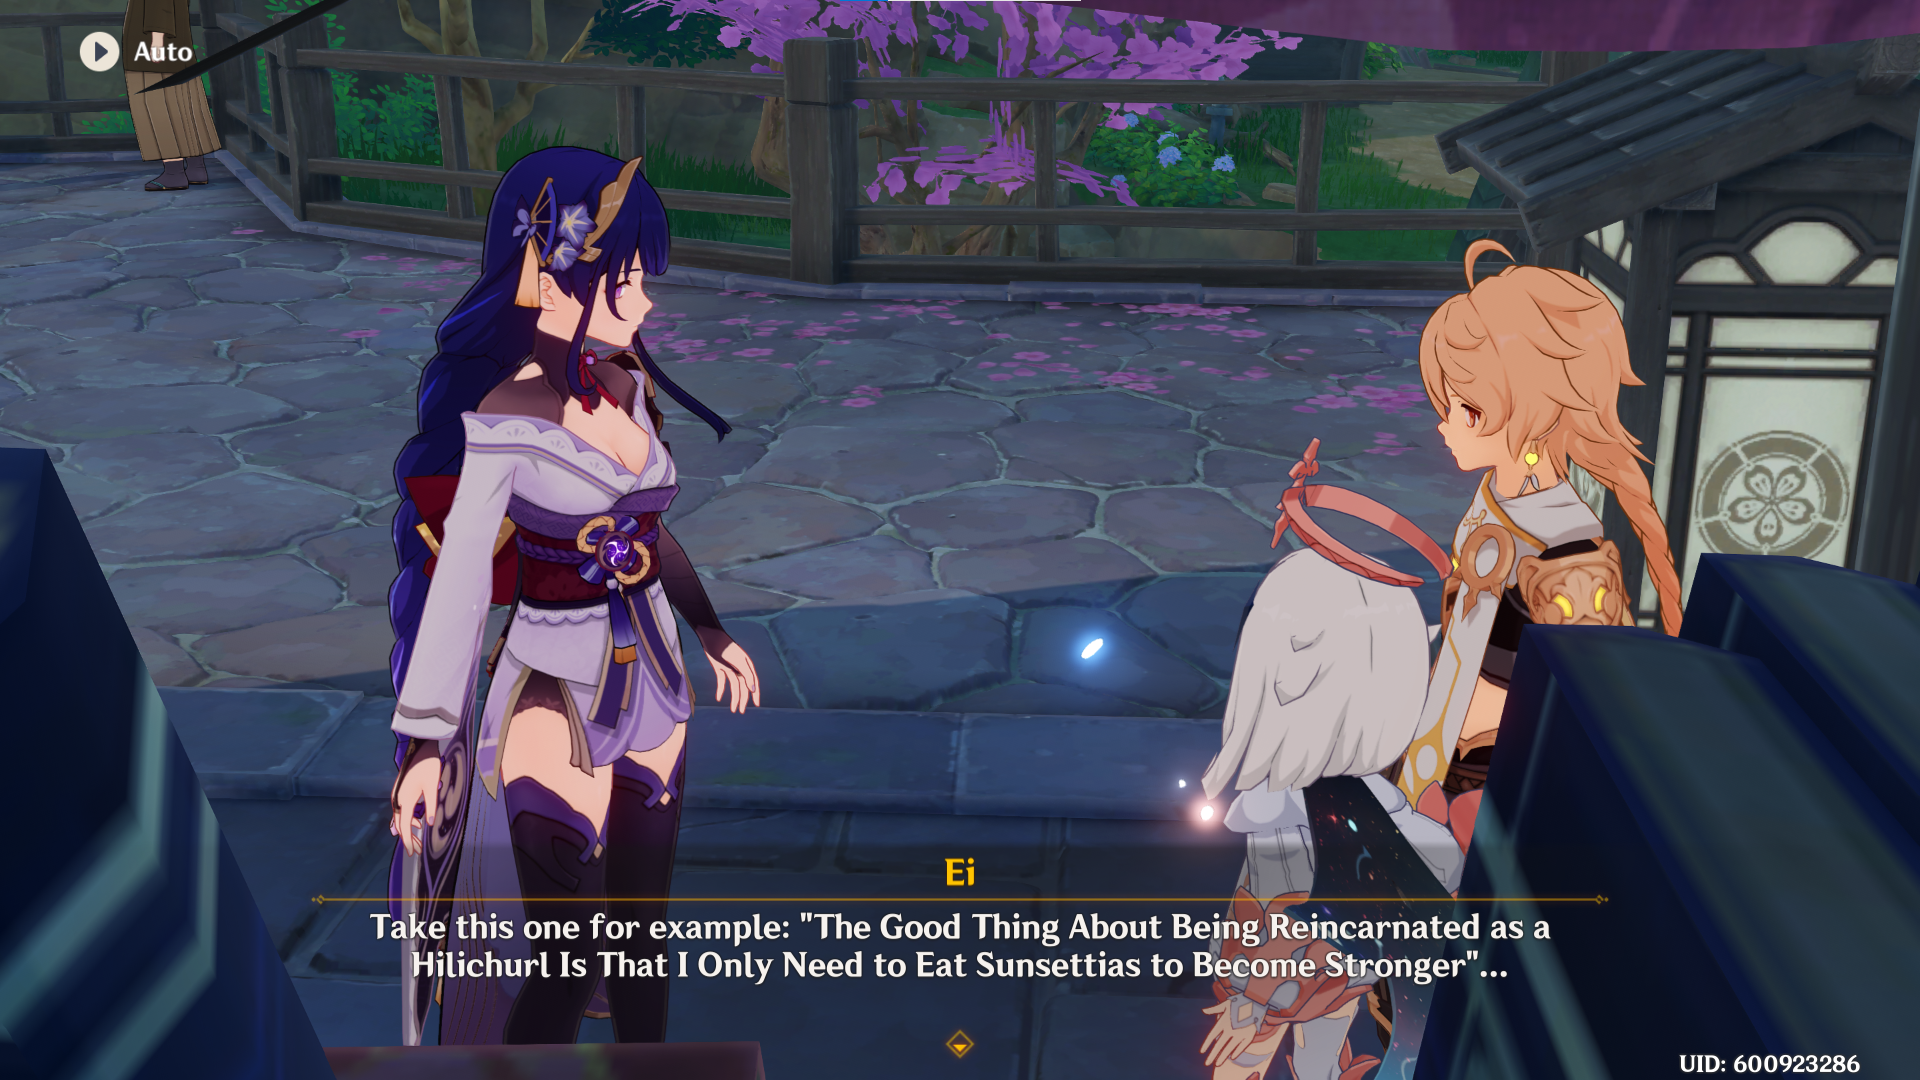 Auto
Ei
Take this one for example: "The Good Thing About Being Reincarnated as a
Hilichurl Is That I Only Need to Eat Sunsettias to Become Stronger"...
UID: 600923286